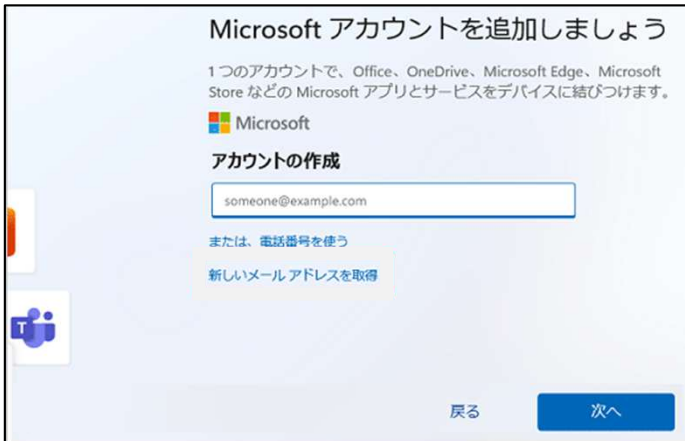 Microsoft アカウントを追加しましょう
1 つのアカウントで、Office、OneDrive、Microsoft Edge、Microsoft
Store などの Microsoft アプリとサービスをデバイスに結びつけます。
Microsoft
アカウントの作成
someone@example.com
または、電話番号を使う
新しいメール アドレスを取得
T
戻る
次へ